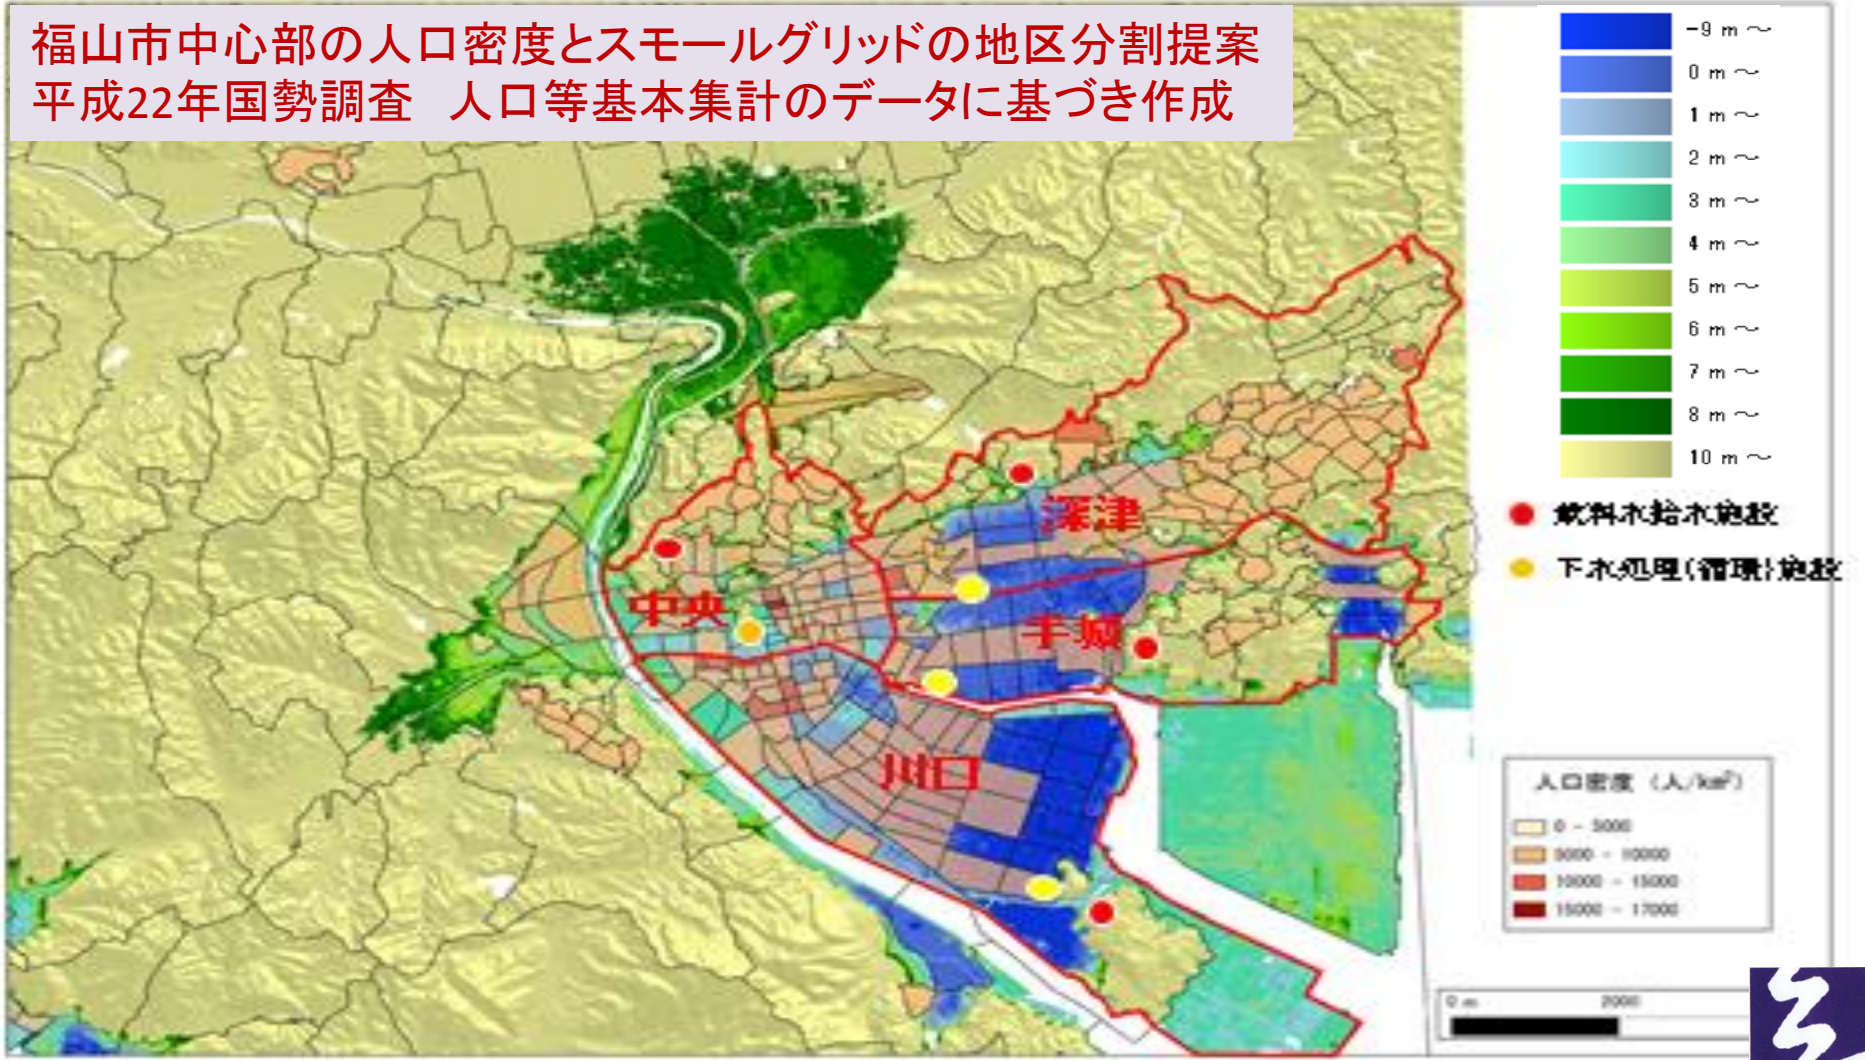 福山市中心部の人口密度とスモールグリッドの地区分割提案
平成22年国勢調査　人口等基本集計のデータに基づき作成
-9 m ～
0 m ～
1 m ～
2 m ～
3 m ～
4 m ～
5 m ～
6 m ～
7 m ～
8 m ～
10 m ～
飲料水給水施設
下水処理(循環)施設
深津
中央
手城
川口
人口密度 (人/km²)
0 - 5000
5000 - 10000
10000 - 15000
15000 - 17000
0 m 2000